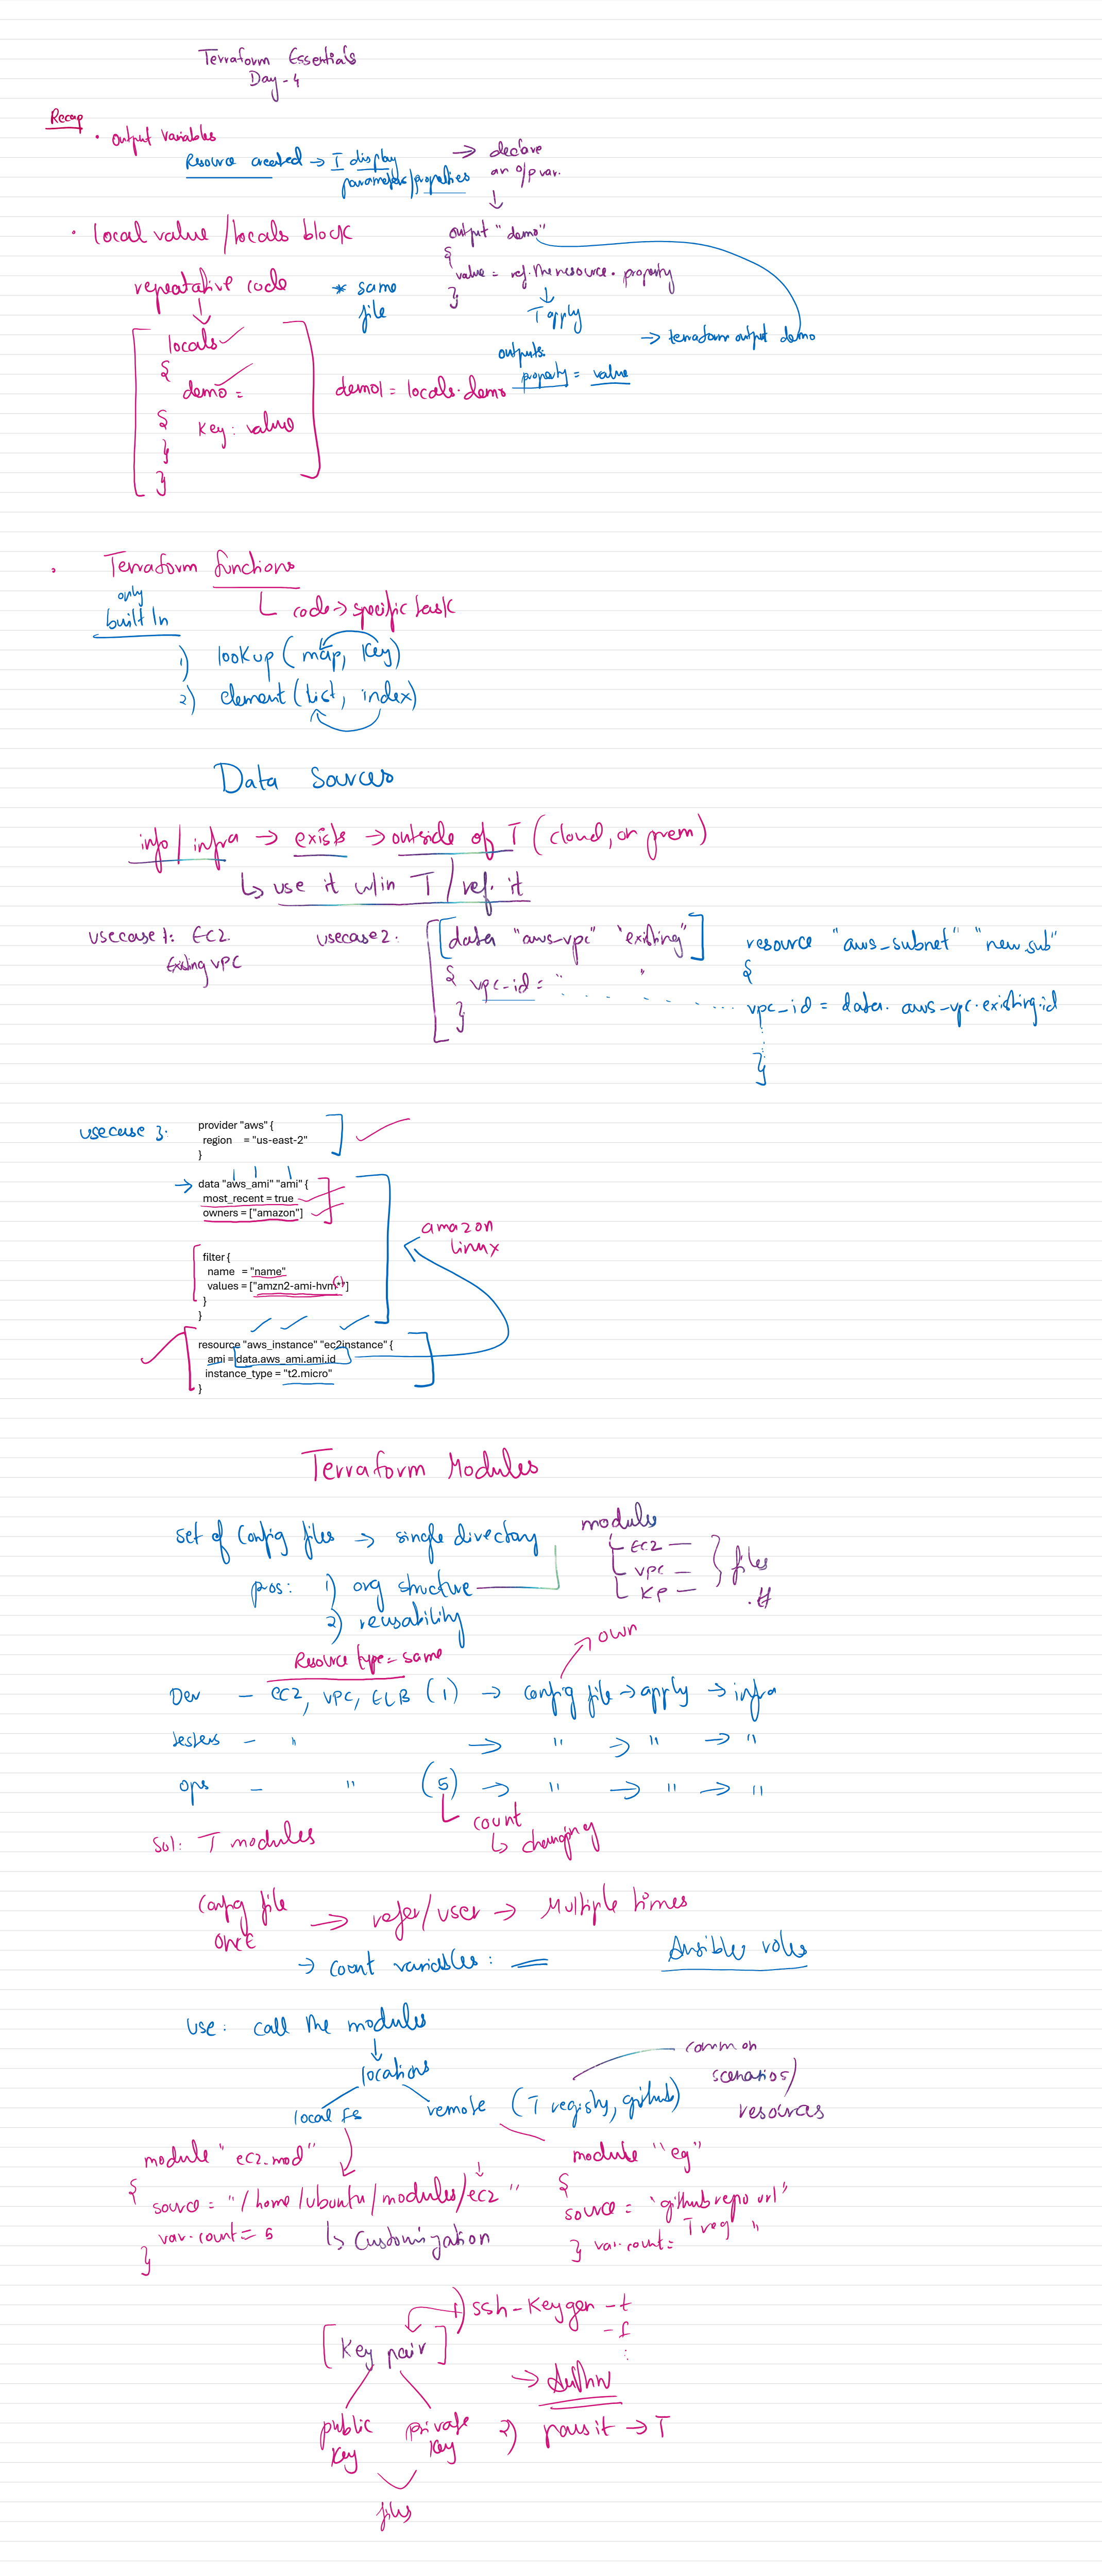 Terraform Essentials
Day - 4
Recap
• output variables
Resource created → T display
parameters/properties
→ declare
an o/p var.
↓
output "demo"
{
value = ref.the resource. property
}
↓
T apply
→ terraform output demo
outputs:
property = value
• local value / locals block
repeatative code
* same
file
locals
{
demo =
{ key: value
}
}
demo1 = locals.demo
• Terraform functions
only
built In
code → specific task
1) lookup (map, key)
2) element (list, index)
Data Sources
info / infra → exists → outside of T (cloud, on prem)
↳ use it w/in T / ref. it
usecase 1: EC2
Existing VPC
usecase 2:
data "aws-vpc" "existing"
{ vpc-id = " "
}
resource "aws_subnet" "new_sub"
{
vpc_id = data. aws-vpc.existing.id
}
usecase 3:
provider "aws" {
region = "us-east-2"
}
→ data "aws_ami" "ami" {
most_recent = true
owners = ["amazon"]
filter {
name = "name"
values = ["amzn2-ami-hvm*"]
}
}
amazon
linux
resource "aws_instance" "ec2instance" {
ami = data.aws_ami.ami.id
instance_type = "t2.micro"
}
Terraform Modules
set of config files → single directory
pros: 1) org structure
2) reusability
modules
EC2 —
VPC —
KP —
} files
.tf
Resource type = same
own
Dev - EC2, VPC, ELB (1) → config file → apply → infra
testers - " → " → " → "
ops - " (5) → " → " → "
count
↳ changing
Sol: T modules
Config file
once
→ refer/user → Multiple times
→ count variables:
Ansible roles
use: call the modules
↓
locations
local fs
remote (T registry, github)
common
scenarios/
resources
module "ec2-mod"
{
source = "/home/ubuntu/modules/ec2"
var.count = 5
}
↳ Customization
module "eg"
{
source = "github repo url"
T reg "
} var.count =
1) ssh-keygen -t
-f
[Key pair]
→ Authn
public
key
private
key
2) pass it → T
files